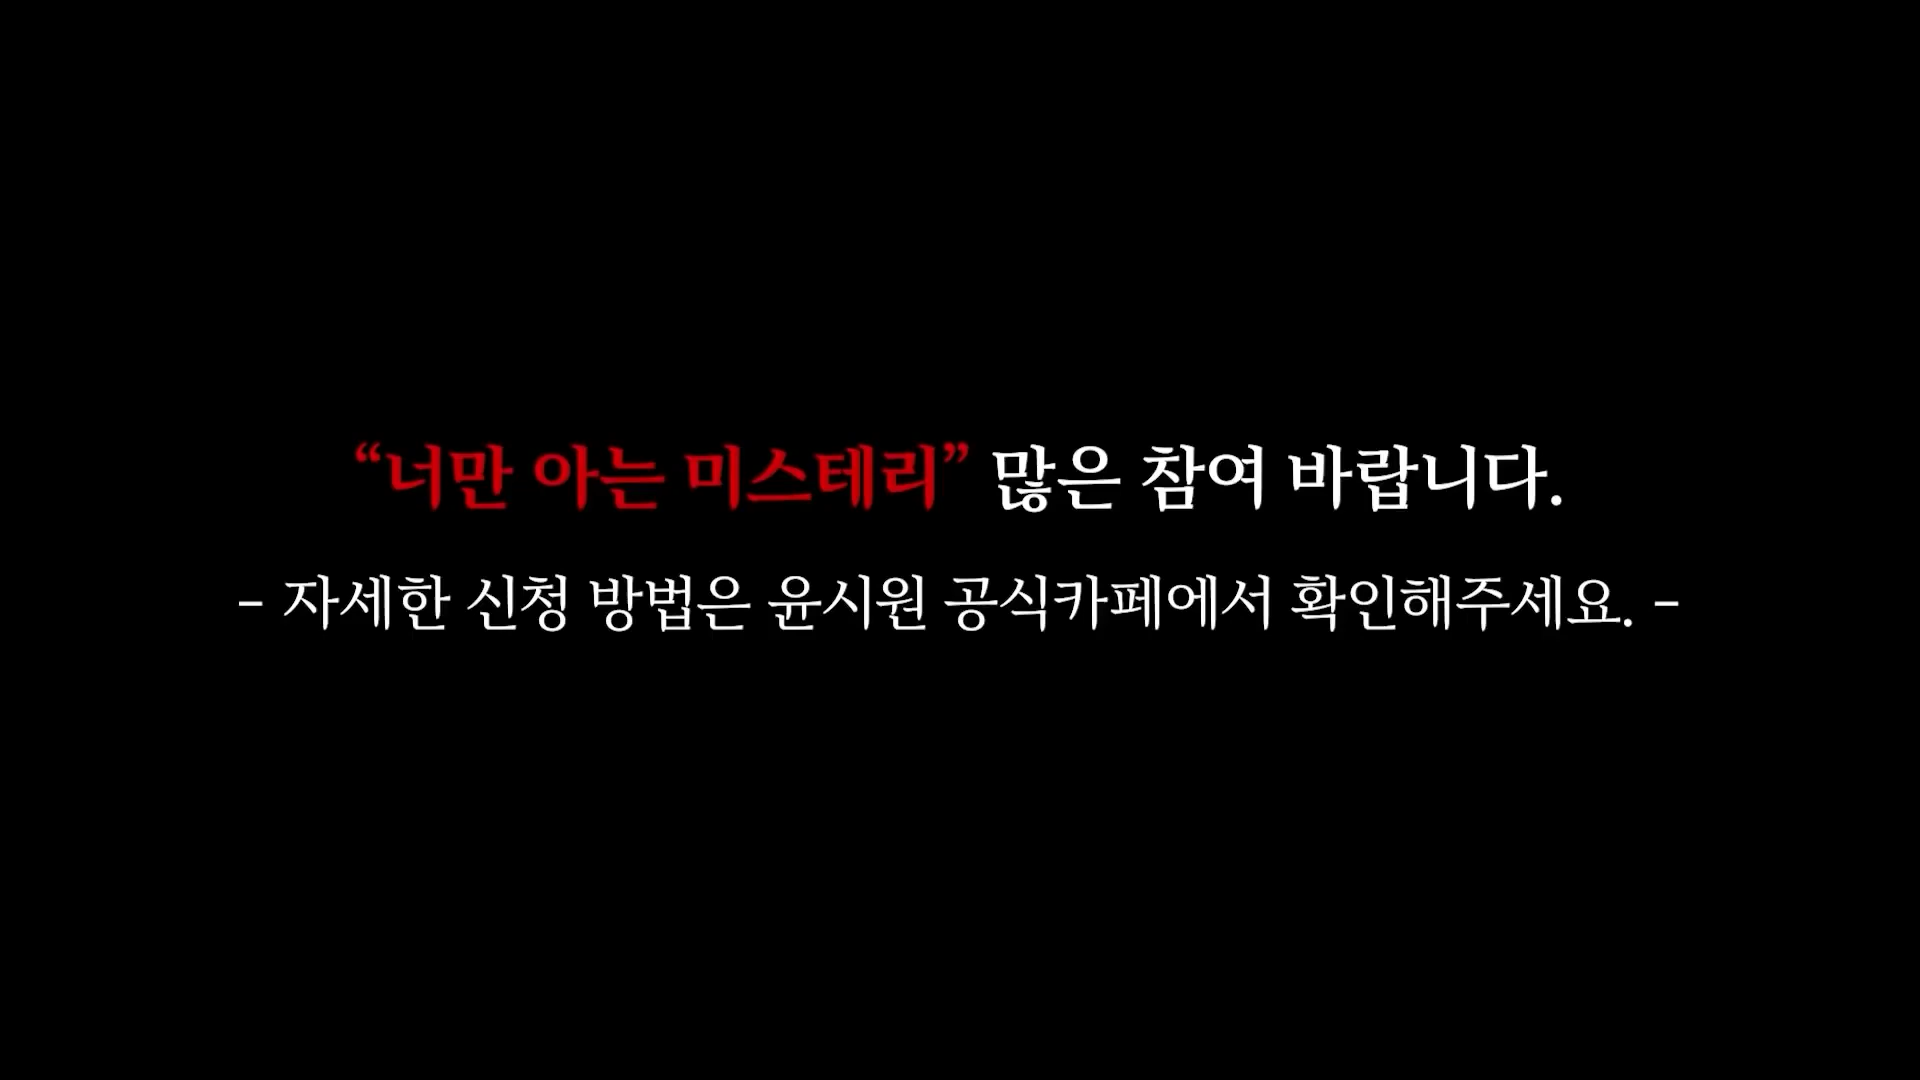 “너만 아는 미스테리” 많은 참여 바랍니다.
- 자세한 신청 방법은 윤시원 공식카페에서 확인해주세요. -